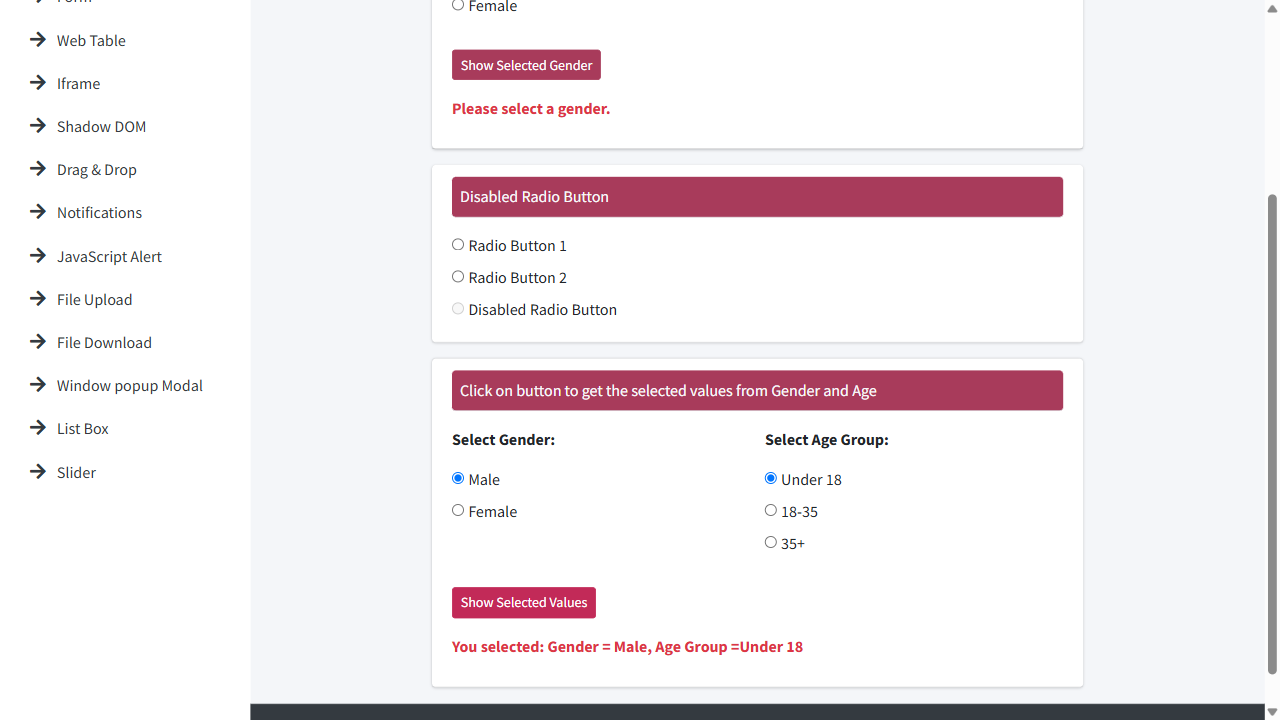 Form
Web Table
Iframe
Shadow DOM
Drag & Drop
Notifications
JavaScript Alert
File Upload
File Download
Window popup Modal
List Box
Slider
Female
Show Selected Gender
Please select a gender.
Disabled Radio Button
Radio Button 1
Radio Button 2
Disabled Radio Button
Click on button to get the selected values from Gender and Age
Select Gender:
Male
Female
Select Age Group:
Under 18
18-35
35+
Show Selected Values
You selected: Gender = Male, Age Group =Under 18